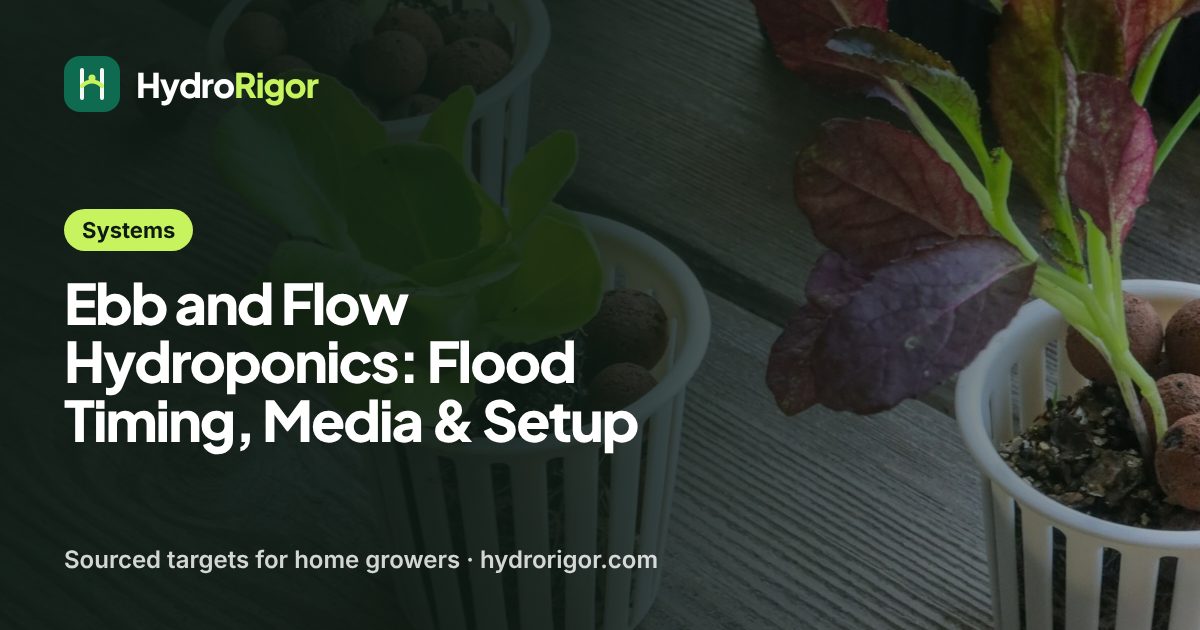 HydroRigor
Systems
Ebb and Flow
Hydroponics: Flood
Timing, Media & Setup
Sourced targets for home growers · hydrorigor.com